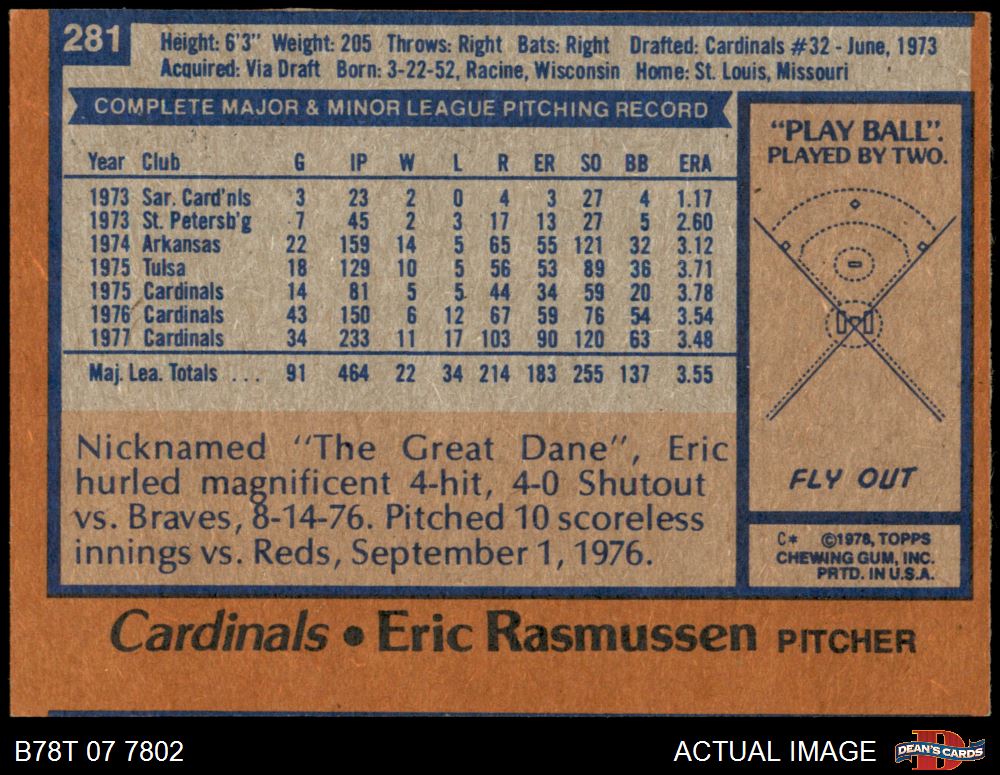 281
Height: 6'3" Weight: 205 Throws: Right Bats: Right Drafted: Cardinals #32 - June, 1973
Acquired: Via Draft Born: 3-22-52, Racine, Wisconsin Home: St. Louis, Missouri
COMPLETE MAJOR & MINOR LEAGUE PITCHING RECORD
Year Club G IP W L R ER SO BB ERA
1973 Sar. Card'nls 3 23 2 0 4 3 27 4 1.17
1973 St. Petersb'g 7 45 2 3 17 13 27 5 2.60
1974 Arkansas 22 159 14 5 65 55 121 32 3.12
1975 Tulsa 18 129 10 5 56 53 89 36 3.71
1975 Cardinals 14 81 5 5 44 34 59 20 3.78
1976 Cardinals 43 150 6 12 67 59 76 54 3.54
1977 Cardinals 34 233 11 17 103 90 120 63 3.48
Maj. Lea. Totals ... 91 464 22 34 214 183 255 137 3.55
Nicknamed "The Great Dane", Eric
hurled magnificent 4-hit, 4-0 Shutout
vs. Braves, 8-14-76. Pitched 10 scoreless
innings vs. Reds, September 1, 1976.
"PLAY BALL".
PLAYED BY TWO.
FLY OUT
C* ©1978, TOPPS
CHEWING GUM, INC.
PRTD. IN U.S.A.
Cardinals • Eric Rasmussen PITCHER
B78T 07 7802
ACTUAL IMAGE
DEAN'S CARDS